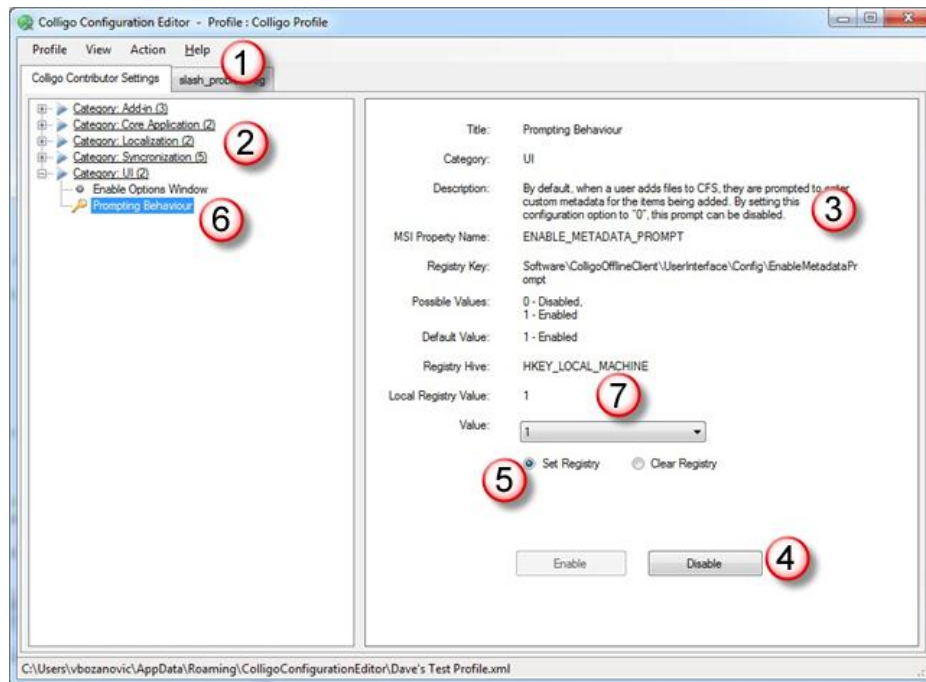 Colligo Configuration Editor - Profile : Colligo Profile
Profile View Action Help
1
Colligo Contributor Settings
Category: Add-in (3)
Category: Core Application (2)
Category: Localization (2)
Category: Syncronization (5)
Category: UI (2)
Enable Options Window
Prompting Behaviour
2
6
Title: Prompting Behaviour
Category: UI
Description: By default, when a user adds files to CFS, they are prompted to enter
custom metadata for the items being added. By setting this
configuration option to "0", this prompt can be disabled.
3
MSI Property Name: ENABLE_METADATA_PROMPT
Registry Key: Software\ColligoOfflineClient\UserInterface\Config\EnableMetadataPr
ompt
Possible Values: 0 - Disabled,
1 - Enabled
Default Value: 1 - Enabled
Registry Hive: HKEY_LOCAL_MACHINE
Local Registry Value: 1
7
Value: 1
5
Set Registry Clear Registry
Enable Disable
4
C:\Users\vbozanovic\AppData\Roaming\ColligoConfigurationEditor\Dave's Test Profile.xml